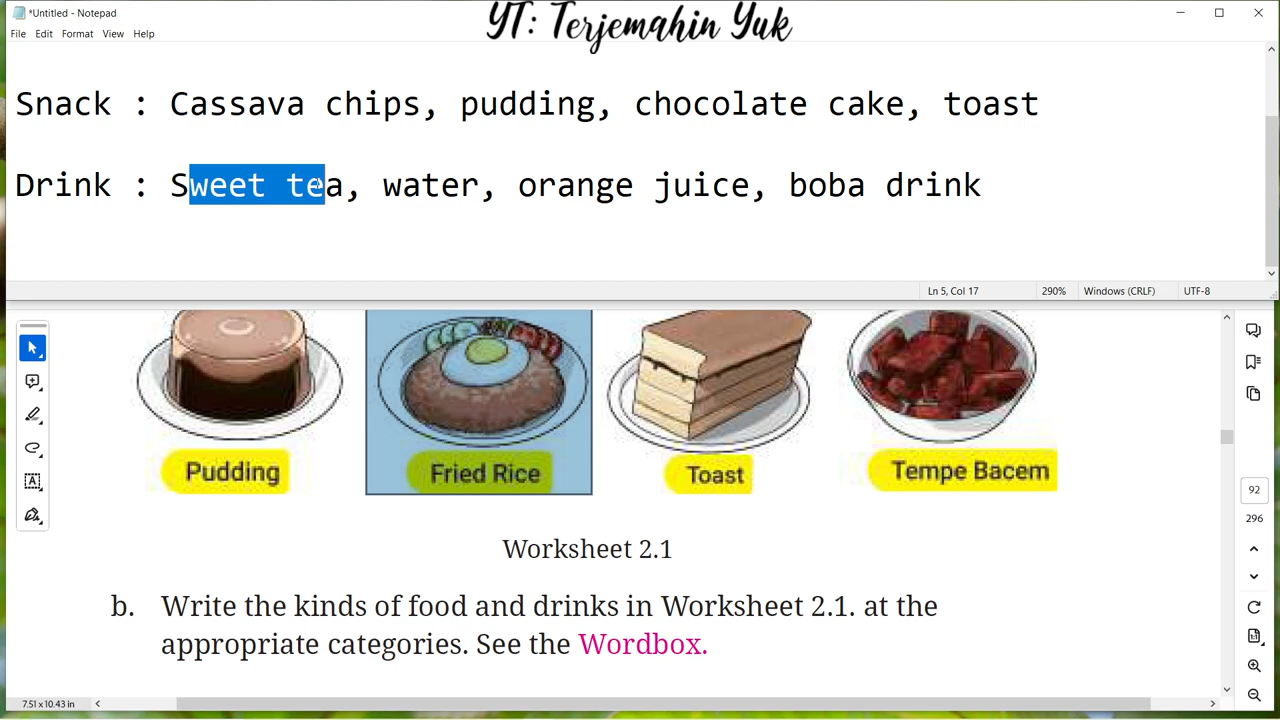 *Untitled - Notepad
YT: Terjemahin Yuk
File Edit Format View Help
Snack : Cassava chips, pudding, chocolate cake, toast
Drink : Sweet tea, water, orange juice, boba drink
Ln 5, Col 17 290% Windows (CRLF) UTF-8
Pudding Fried Rice Toast Tempe Bacem
92
296
Worksheet 2.1
b. Write the kinds of food and drinks in Worksheet 2.1. at the
appropriate categories. See the Wordbox.
7.51 x 10.43 in